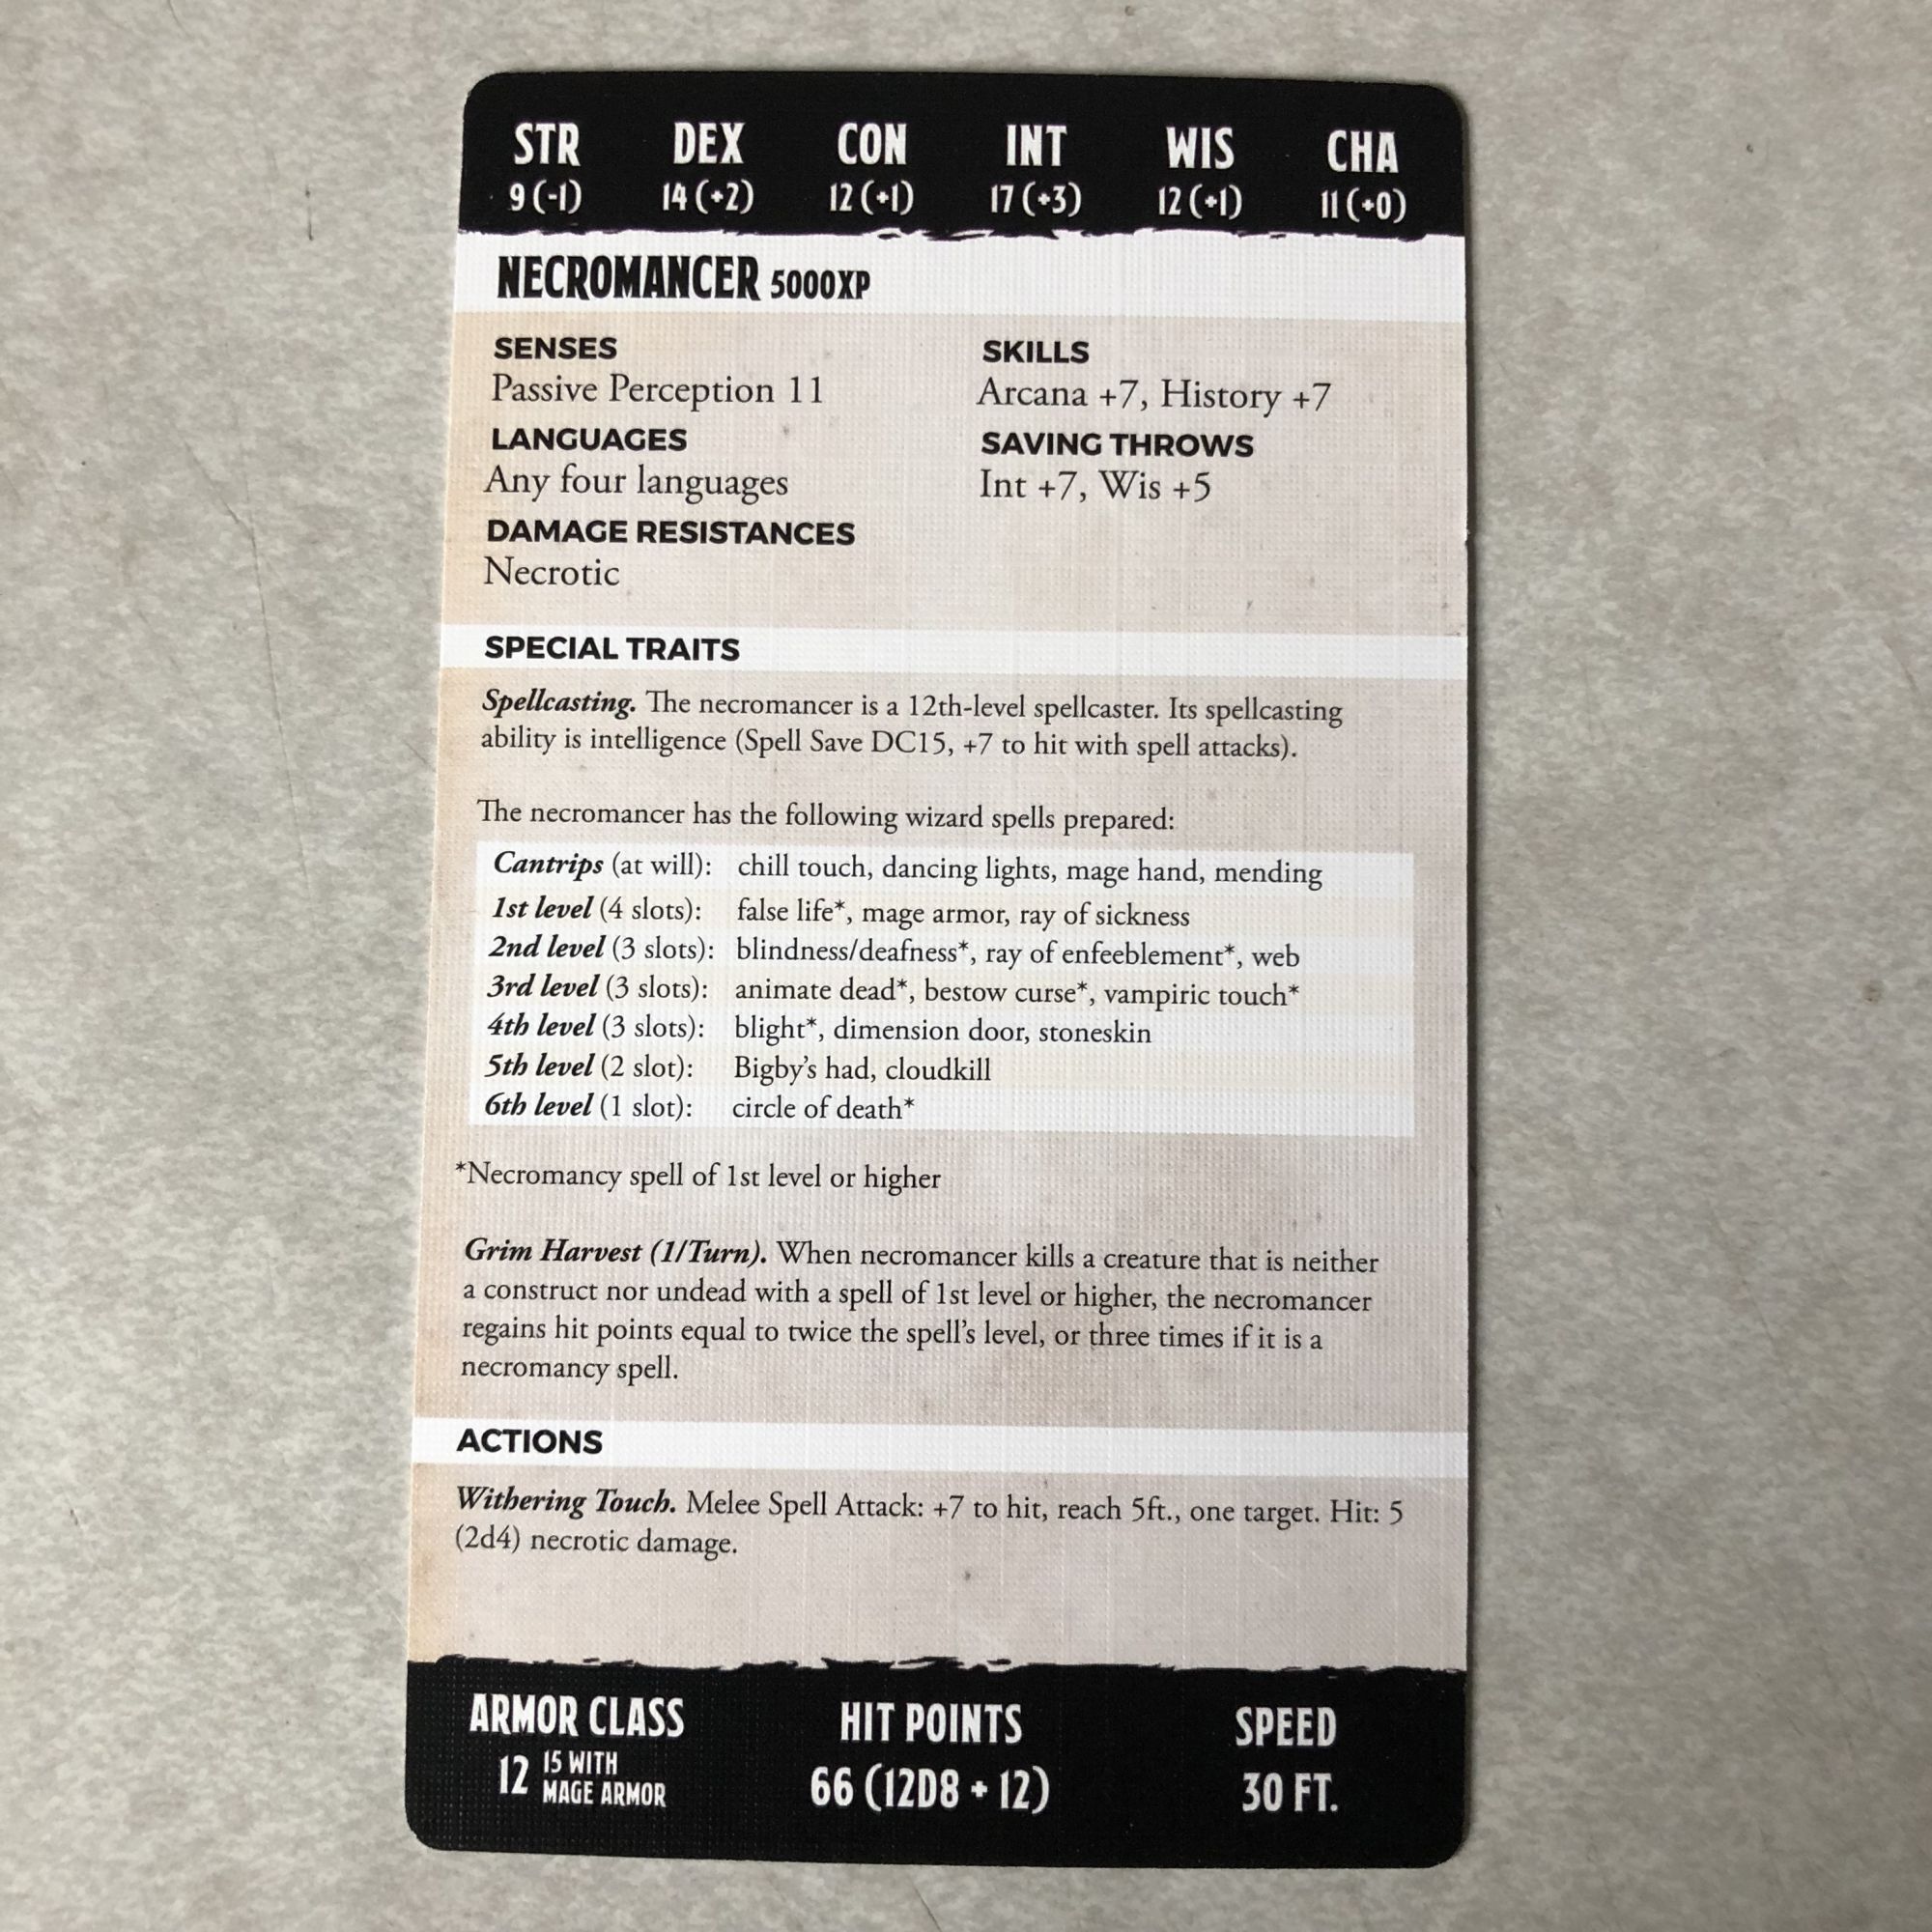 STR DEX CON INT WIS CHA
9 (-1) 14 (+2) 12 (+1) 17 (+3) 12 (+1) 11 (+0)
NECROMANCER 5000XP
SENSES
Passive Perception 11
LANGUAGES
Any four languages
DAMAGE RESISTANCES
Necrotic
SKILLS
Arcana +7, History +7
SAVING THROWS
Int +7, Wis +5
SPECIAL TRAITS
Spellcasting. The necromancer is a 12th-level spellcaster. Its spellcasting
ability is intelligence (Spell Save DC15, +7 to hit with spell attacks).
The necromancer has the following wizard spells prepared:
Cantrips (at will): chill touch, dancing lights, mage hand, mending
1st level (4 slots): false life*, mage armor, ray of sickness
2nd level (3 slots): blindness/deafness*, ray of enfeeblement*, web
3rd level (3 slots): animate dead*, bestow curse*, vampiric touch*
4th level (3 slots): blight*, dimension door, stoneskin
5th level (2 slot): Bigby's had, cloudkill
6th level (1 slot): circle of death*
*Necromancy spell of 1st level or higher
Grim Harvest (1/Turn). When necromancer kills a creature that is neither
a construct nor undead with a spell of 1st level or higher, the necromancer
regains hit points equal to twice the spell's level, or three times if it is a
necromancy spell.
ACTIONS
Withering Touch. Melee Spell Attack: +7 to hit, reach 5ft., one target. Hit: 5
(2d4) necrotic damage.
ARMOR CLASS
12 15 WITH
MAGE ARMOR
HIT POINTS
66 (12D8 + 12)
SPEED
30 FT.